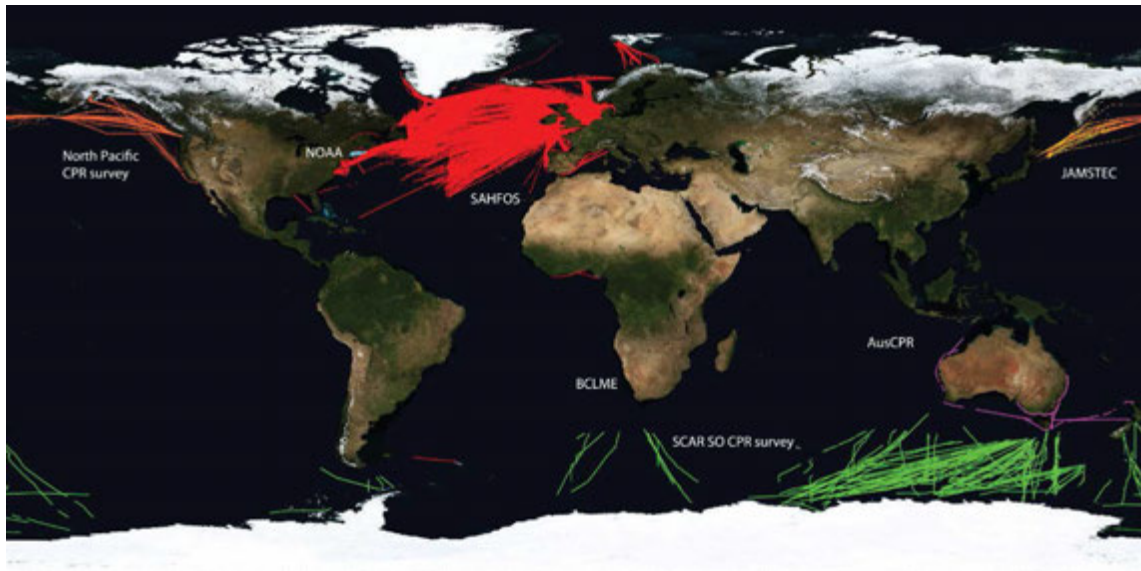 North Pacific
CPR survey
NOAA
SAHFOS
JAMSTEC
AusCPR
BCLME
SCAR SO CPR survey